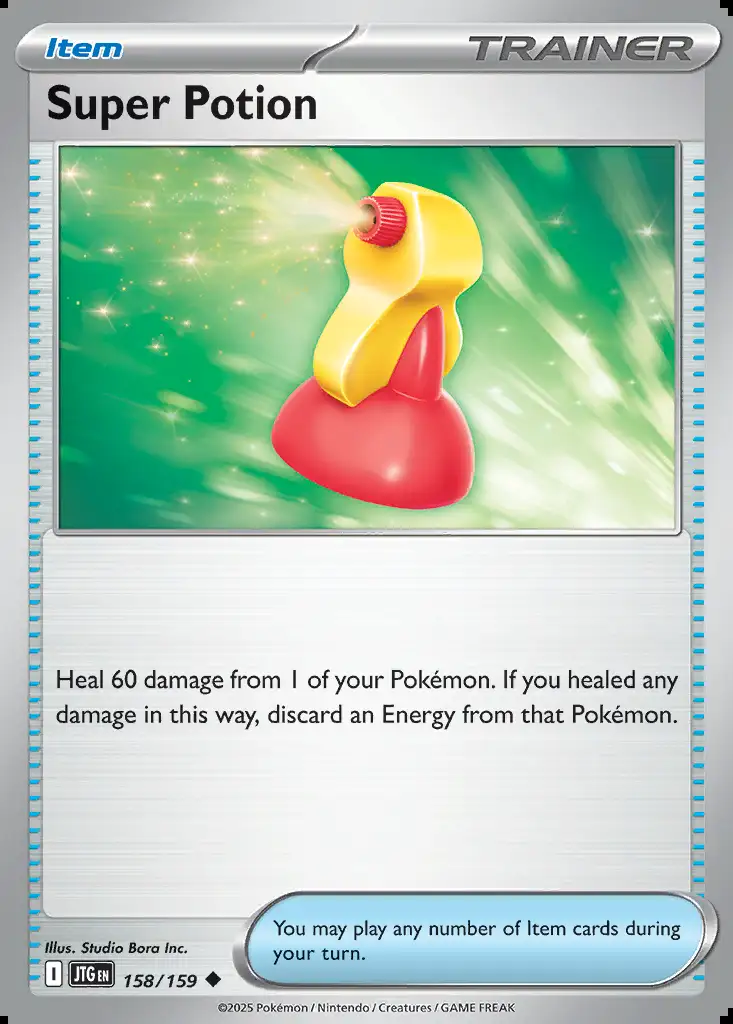 Item
TRAINER
Super Potion
Heal 60 damage from 1 of your Pokémon. If you healed any
damage in this way, discard an Energy from that Pokémon.
You may play any number of Item cards during
your turn.
Illus. Studio Bora Inc.
I JTG EN 158/159 ◆
©2025 Pokémon / Nintendo / Creatures / GAME FREAK